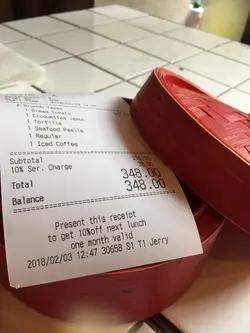 1 Bread Tomato
1 Croquettes Jamon
1 Tortilla
1 Seafood Paella
1 Regular
1 Iced Coffee
Subtotal
10% Ser. Charge
348.00
Total 348.00
Balance
Present this receipt
to get 10%off next lunch
one month valid
2018/02/03 12:47 30658 S1 T1 Jerry